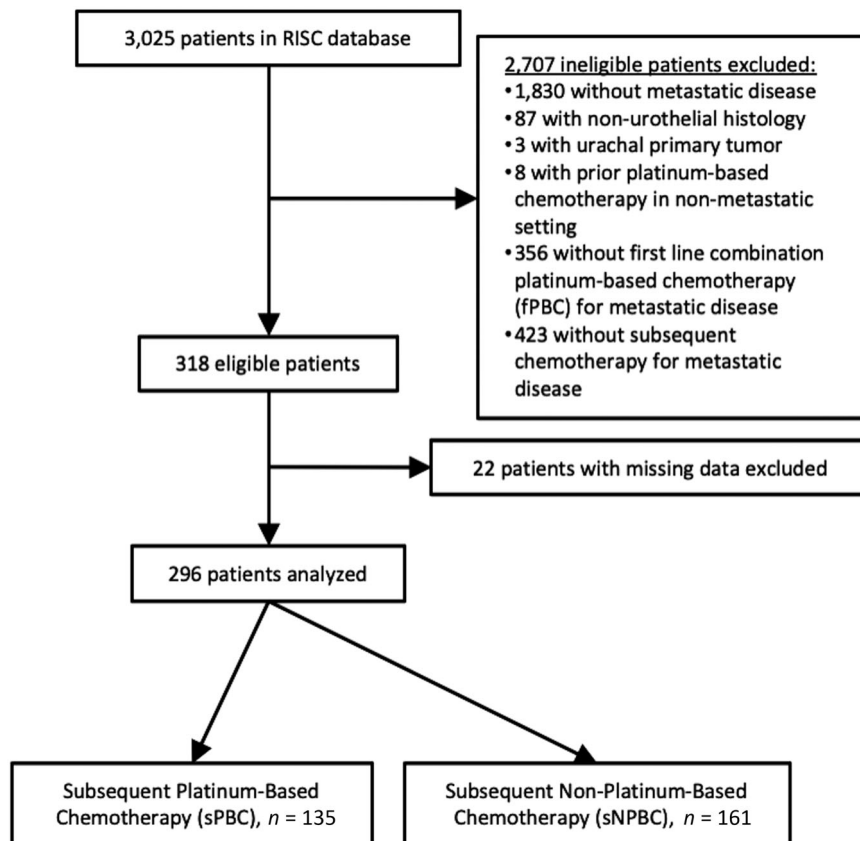 3,025 patients in RISC database
2,707 ineligible patients excluded:
•1,830 without metastatic disease
•87 with non-urothelial histology
•3 with urachal primary tumor
•8 with prior platinum-based
chemotherapy in non-metastatic
setting
•356 without first line combination
platinum-based chemotherapy
(fPBC) for metastatic disease
•423 without subsequent
chemotherapy for metastatic
disease
318 eligible patients
22 patients with missing data excluded
296 patients analyzed
Subsequent Platinum-Based
Chemotherapy (sPBC), n = 135
Subsequent Non-Platinum-Based
Chemotherapy (sNPBC), n = 161